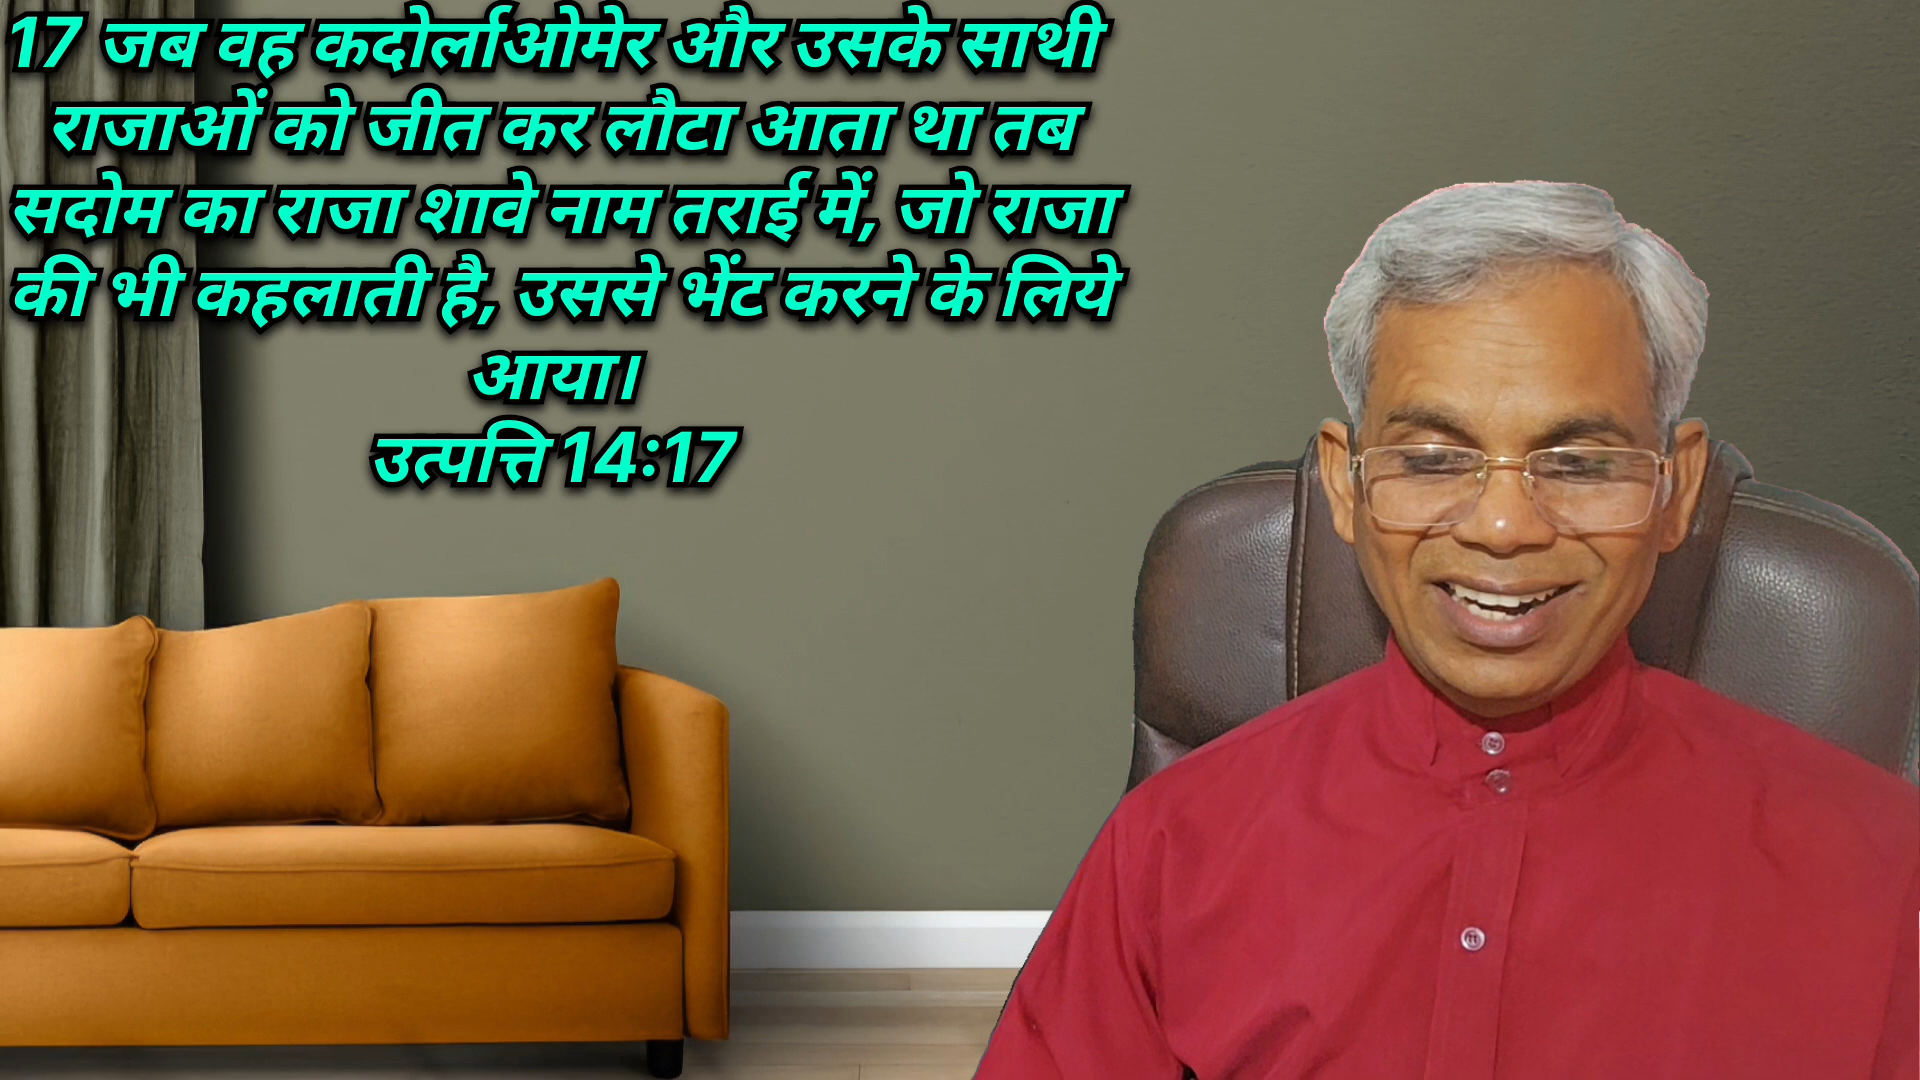 17 जब वह कदोर्लाओमेर और उसके साथी
राजाओं को जीत कर लौटा आता था तब
सदोम का राजा शावे नाम तराई में, जो राजा
की भी कहलाती है, उससे भेंट करने के लिये
आया।
उत्पत्ति 14:17